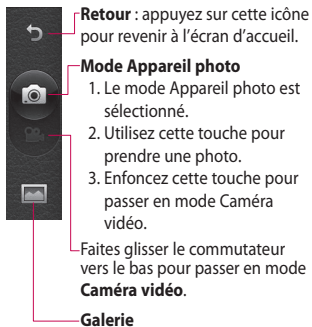 Retour : appuyez sur cette icône
pour revenir à l’écran d’accueil.
Mode Appareil photo
1. Le mode Appareil photo est
sélectionné.
2. Utilisez cette touche pour
prendre une photo.
3. Enfoncez cette touche pour
passer en mode Caméra
vidéo.
Faites glisser le commutateur
vers le bas pour passer en mode
Caméra vidéo.
Galerie